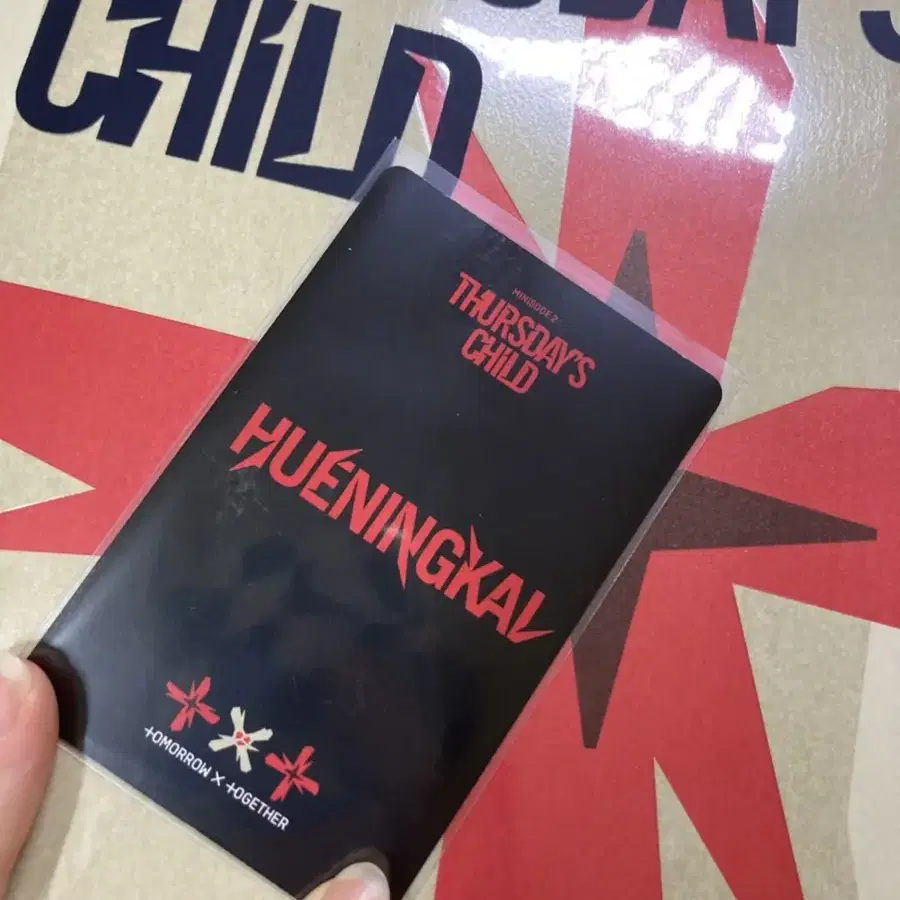 CHiLD
MINISODE 2:
THURSDAY'S
CHiLD
HUENINGKAI
TOMORROW X TOGETHER